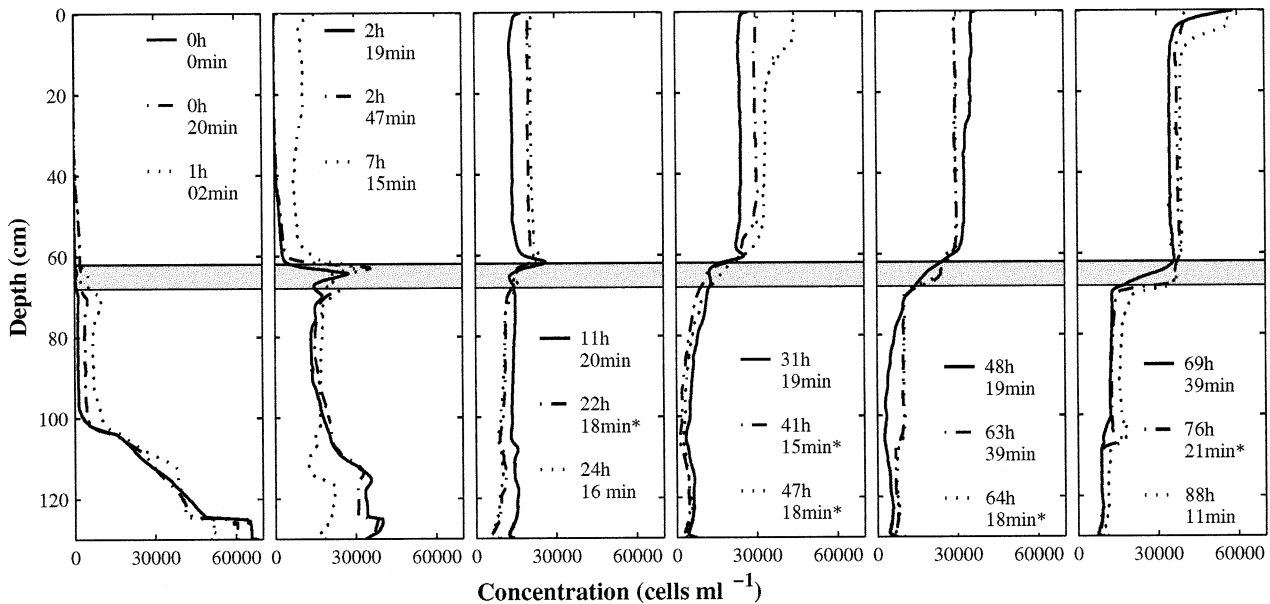 0
20
40
60
80
100
120
Depth (cm)
0h
0min
0h
20min
1h
02min
2h
19min
2h
47min
7h
15min
11h
20min
22h
18min*
24h
16 min
31h
19min
41h
15min*
47h
18min*
48h
19min
63h
39min
64h
18min*
69h
39min
76h
21min*
88h
11min
0 30000 60000 0 30000 60000 0 30000 60000 0 30000 60000 0 30000 60000 0 30000 60000
Concentration (cells ml −1)